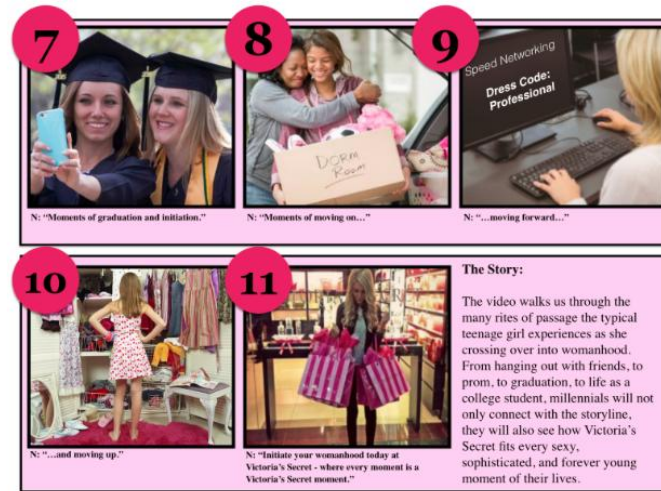 7
8
9
Speed Networking
Dress Code:
Professional
DORM
ROOM
N: “Moments of graduation and initiation.”
N: “Moments of moving on…”
N: “…moving forward…”
10
11
N: “…and moving up.”
N: “Initiate your womanhood today at
Victoria’s Secret - where every moment is a
Victoria’s Secret moment.”
The Story:
The video walks us through the
many rites of passage the typical
teenage girl experiences as she
crossing over into womanhood.
From hanging out with friends, to
prom, to graduation, to life as a
college student, millennials will not
only connect with the storyline,
they will also see how Victoria’s
Secret fits every sexy,
sophisticated, and forever young
moment of their lives.